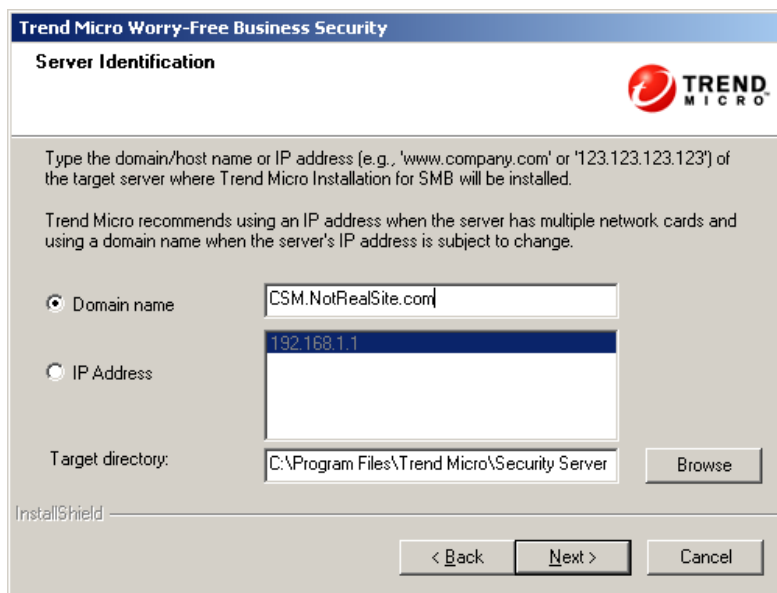 Trend Micro Worry-Free Business Security
Server Identification
TREND
MICRO™
Type the domain/host name or IP address (e.g., 'www.company.com' or '123.123.123.123') of
the target server where Trend Micro Installation for SMB will be installed.
Trend Micro recommends using an IP address when the server has multiple network cards and
using a domain name when the server's IP address is subject to change.
Domain name
CSM.NotRealSite.com
192.168.1.1
IP Address
Target directory:
C:\Program Files\Trend Micro\Security Server
Browse
InstallShield
< Back
Next >
Cancel